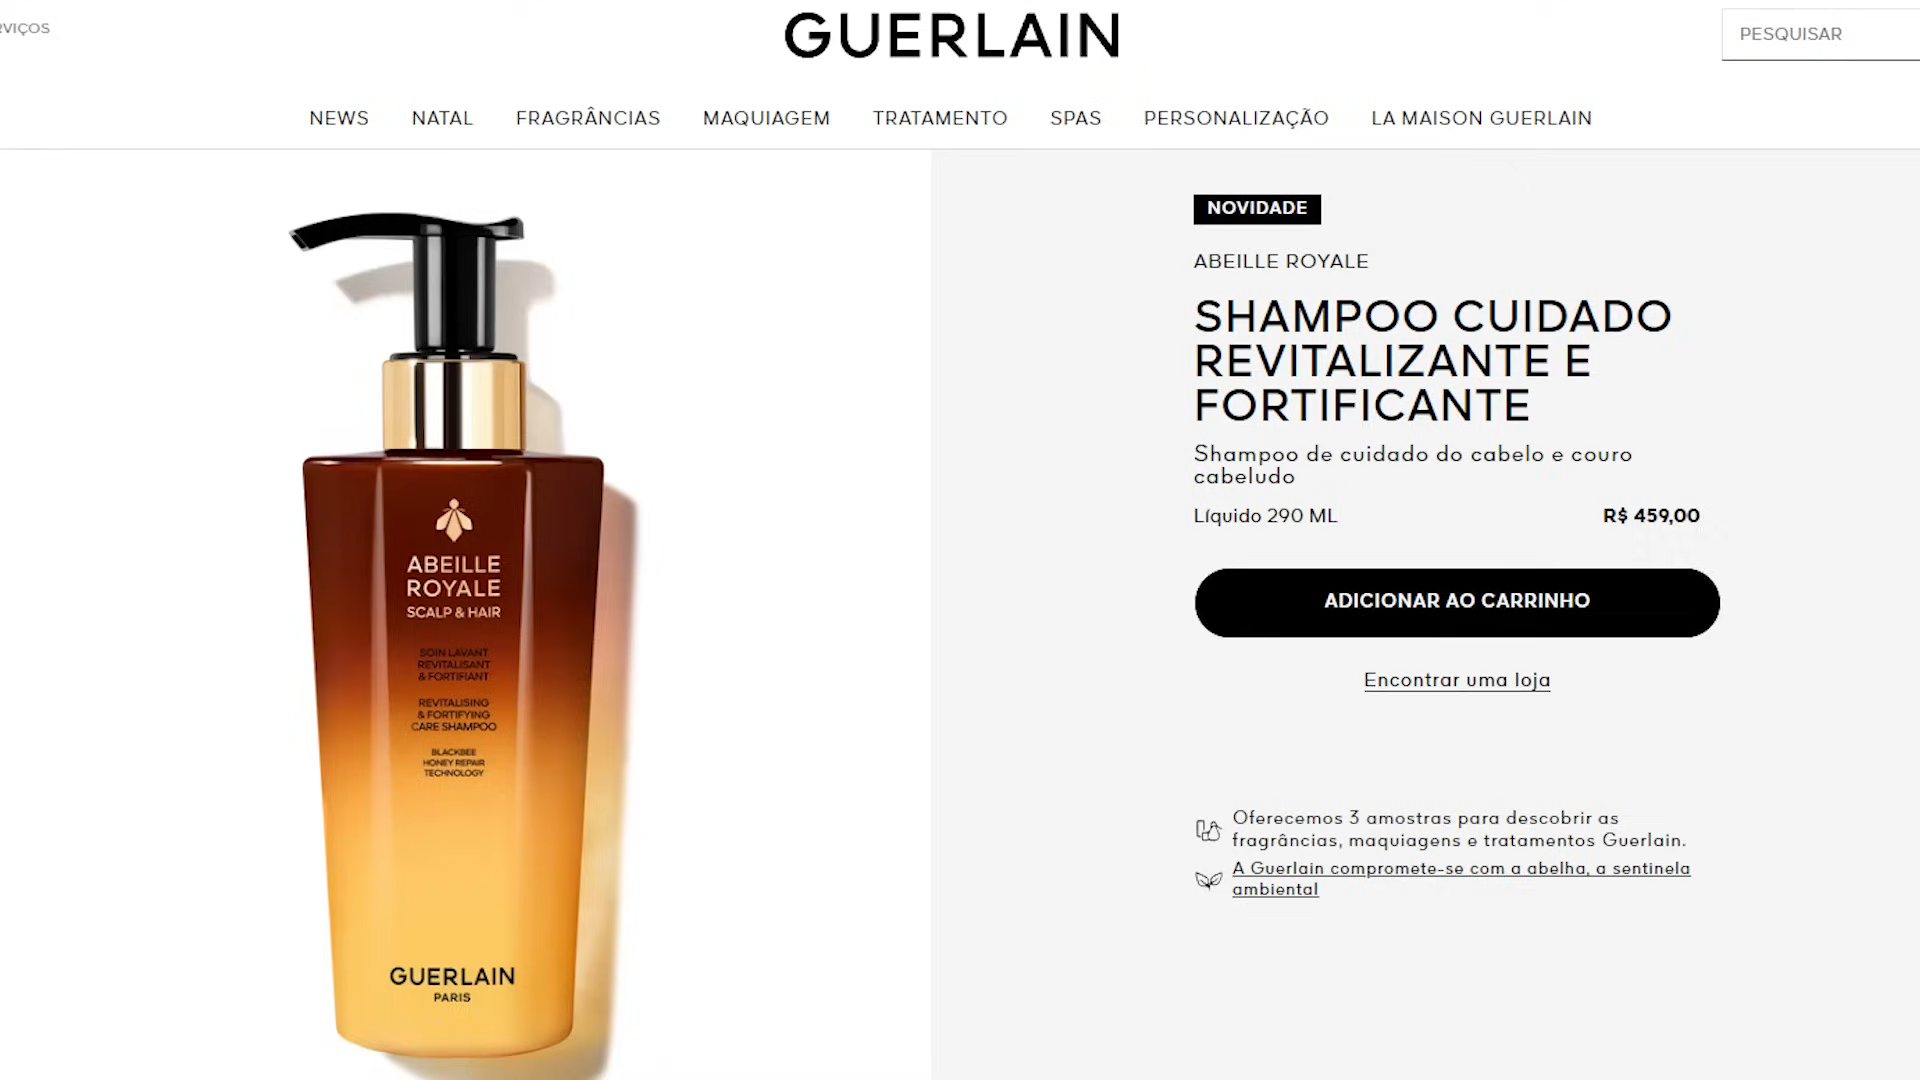 GUERLAIN
PESQUISAR
NEWS NATAL FRAGRÂNCIAS MAQUIAGEM TRATAMENTO SPAS PERSONALIZAÇÃO LA MAISON GUERLAIN
ABEILLE
ROYALE
SCALP & HAIR
SOIN LAVANT
REVITALISANT
& FORTIFIANT
REVITALISING
& FORTIFYING
CARE SHAMPOO
BLACKBEE
HONEY REPAIR
TECHNOLOGY
GUERLAIN
PARIS
NOVIDADE
ABEILLE ROYALE
SHAMPOO CUIDADO
REVITALIZANTE E
FORTIFICANTE
Shampoo de cuidado do cabelo e couro
cabeludo
Líquido 290 ML R$ 459,00
ADICIONAR AO CARRINHO
Encontrar uma loja
Oferecemos 3 amostras para descobrir as
fragrâncias, maquiagens e tratamentos Guerlain.
A Guerlain compromete-se com a abelha, a sentinela
ambiental